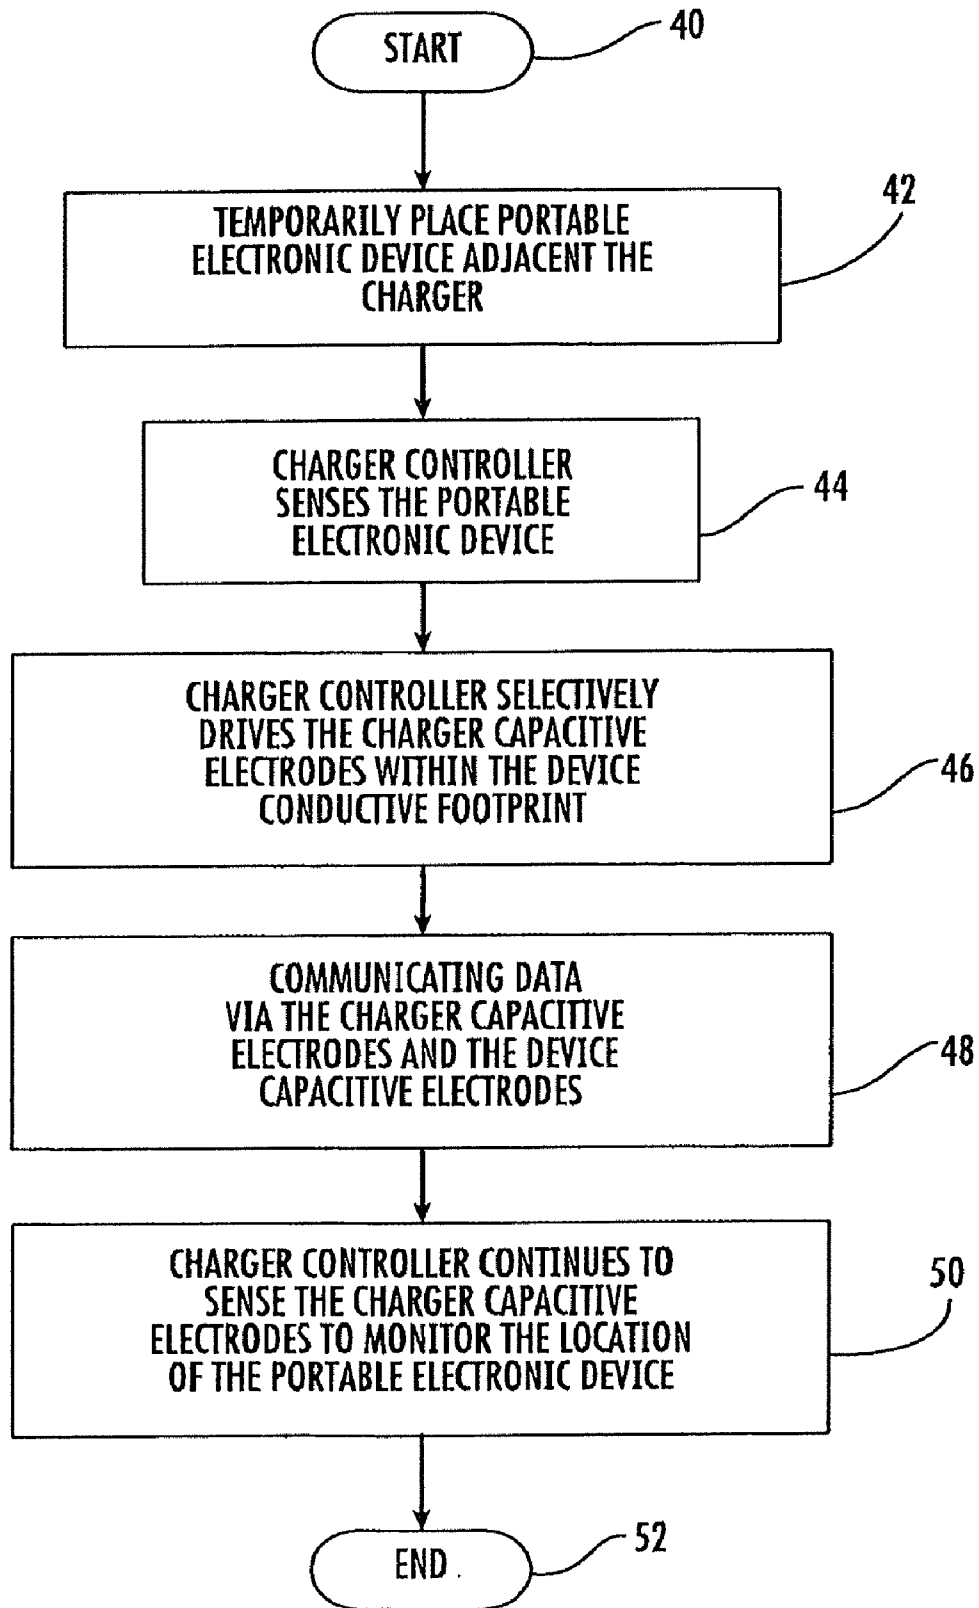 START
40
TEMPORARILY PLACE PORTABLE
ELECTRONIC DEVICE ADJACENT THE
CHARGER
42
CHARGER CONTROLLER
SENSES THE PORTABLE
ELECTRONIC DEVICE
44
CHARGER CONTROLLER SELECTIVELY
DRIVES THE CHARGER CAPACITIVE
ELECTRODES WITHIN THE DEVICE
CONDUCTIVE FOOTPRINT
46
COMMUNICATING DATA
VIA THE CHARGER CAPACITIVE
ELECTRODES AND THE DEVICE
CAPACITIVE ELECTRODES
48
CHARGER CONTROLLER CONTINUES TO
SENSE THE CHARGER CAPACITIVE
ELECTRODES TO MONITOR THE LOCATION
OF THE PORTABLE ELECTRONIC DEVICE
50
END
52